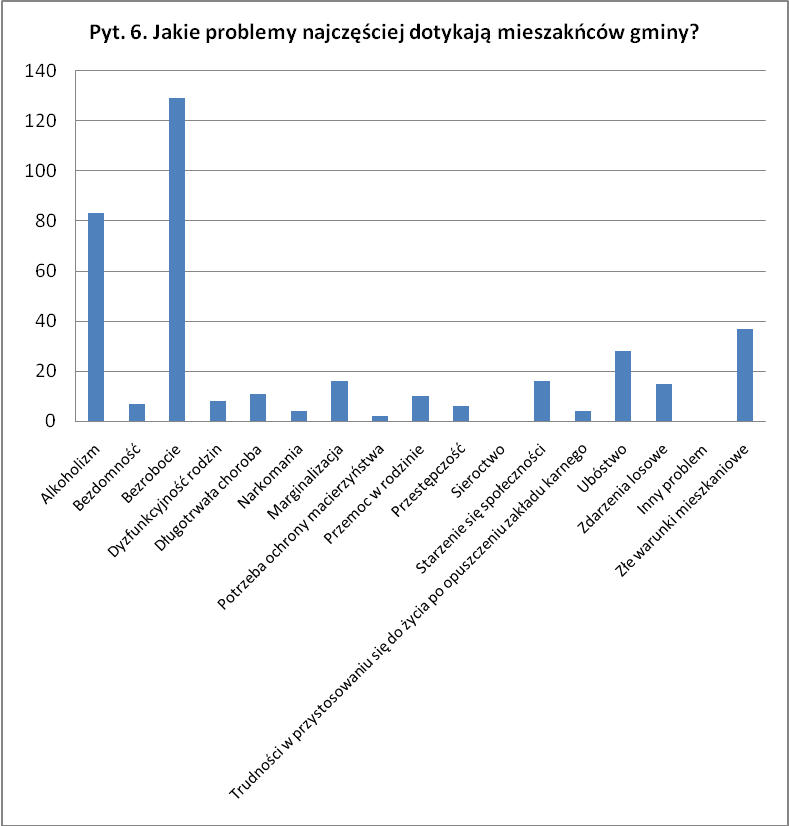 Pyt. 6. Jakie problemy najczęściej dotykają mieszakńców gminy?
140
120
100
80
60
40
20
0
Alkoholizm
Bezdomność
Bezrobocie
Dyzfunkcyjność rodzin
Długotrwała choroba
Narkomania
Marginalizacja
Potrzeba ochrony macierzyństwa
Przemoc w rodzinie
Przestępczość
Sieroctwo
Starzenie się społeczności
Trudności w przystosowaniu się do życia po opuszczeniu zakładu karnego
Ubóstwo
Zdarzenia losowe
Inny problem
Złe warunki mieszkaniowe